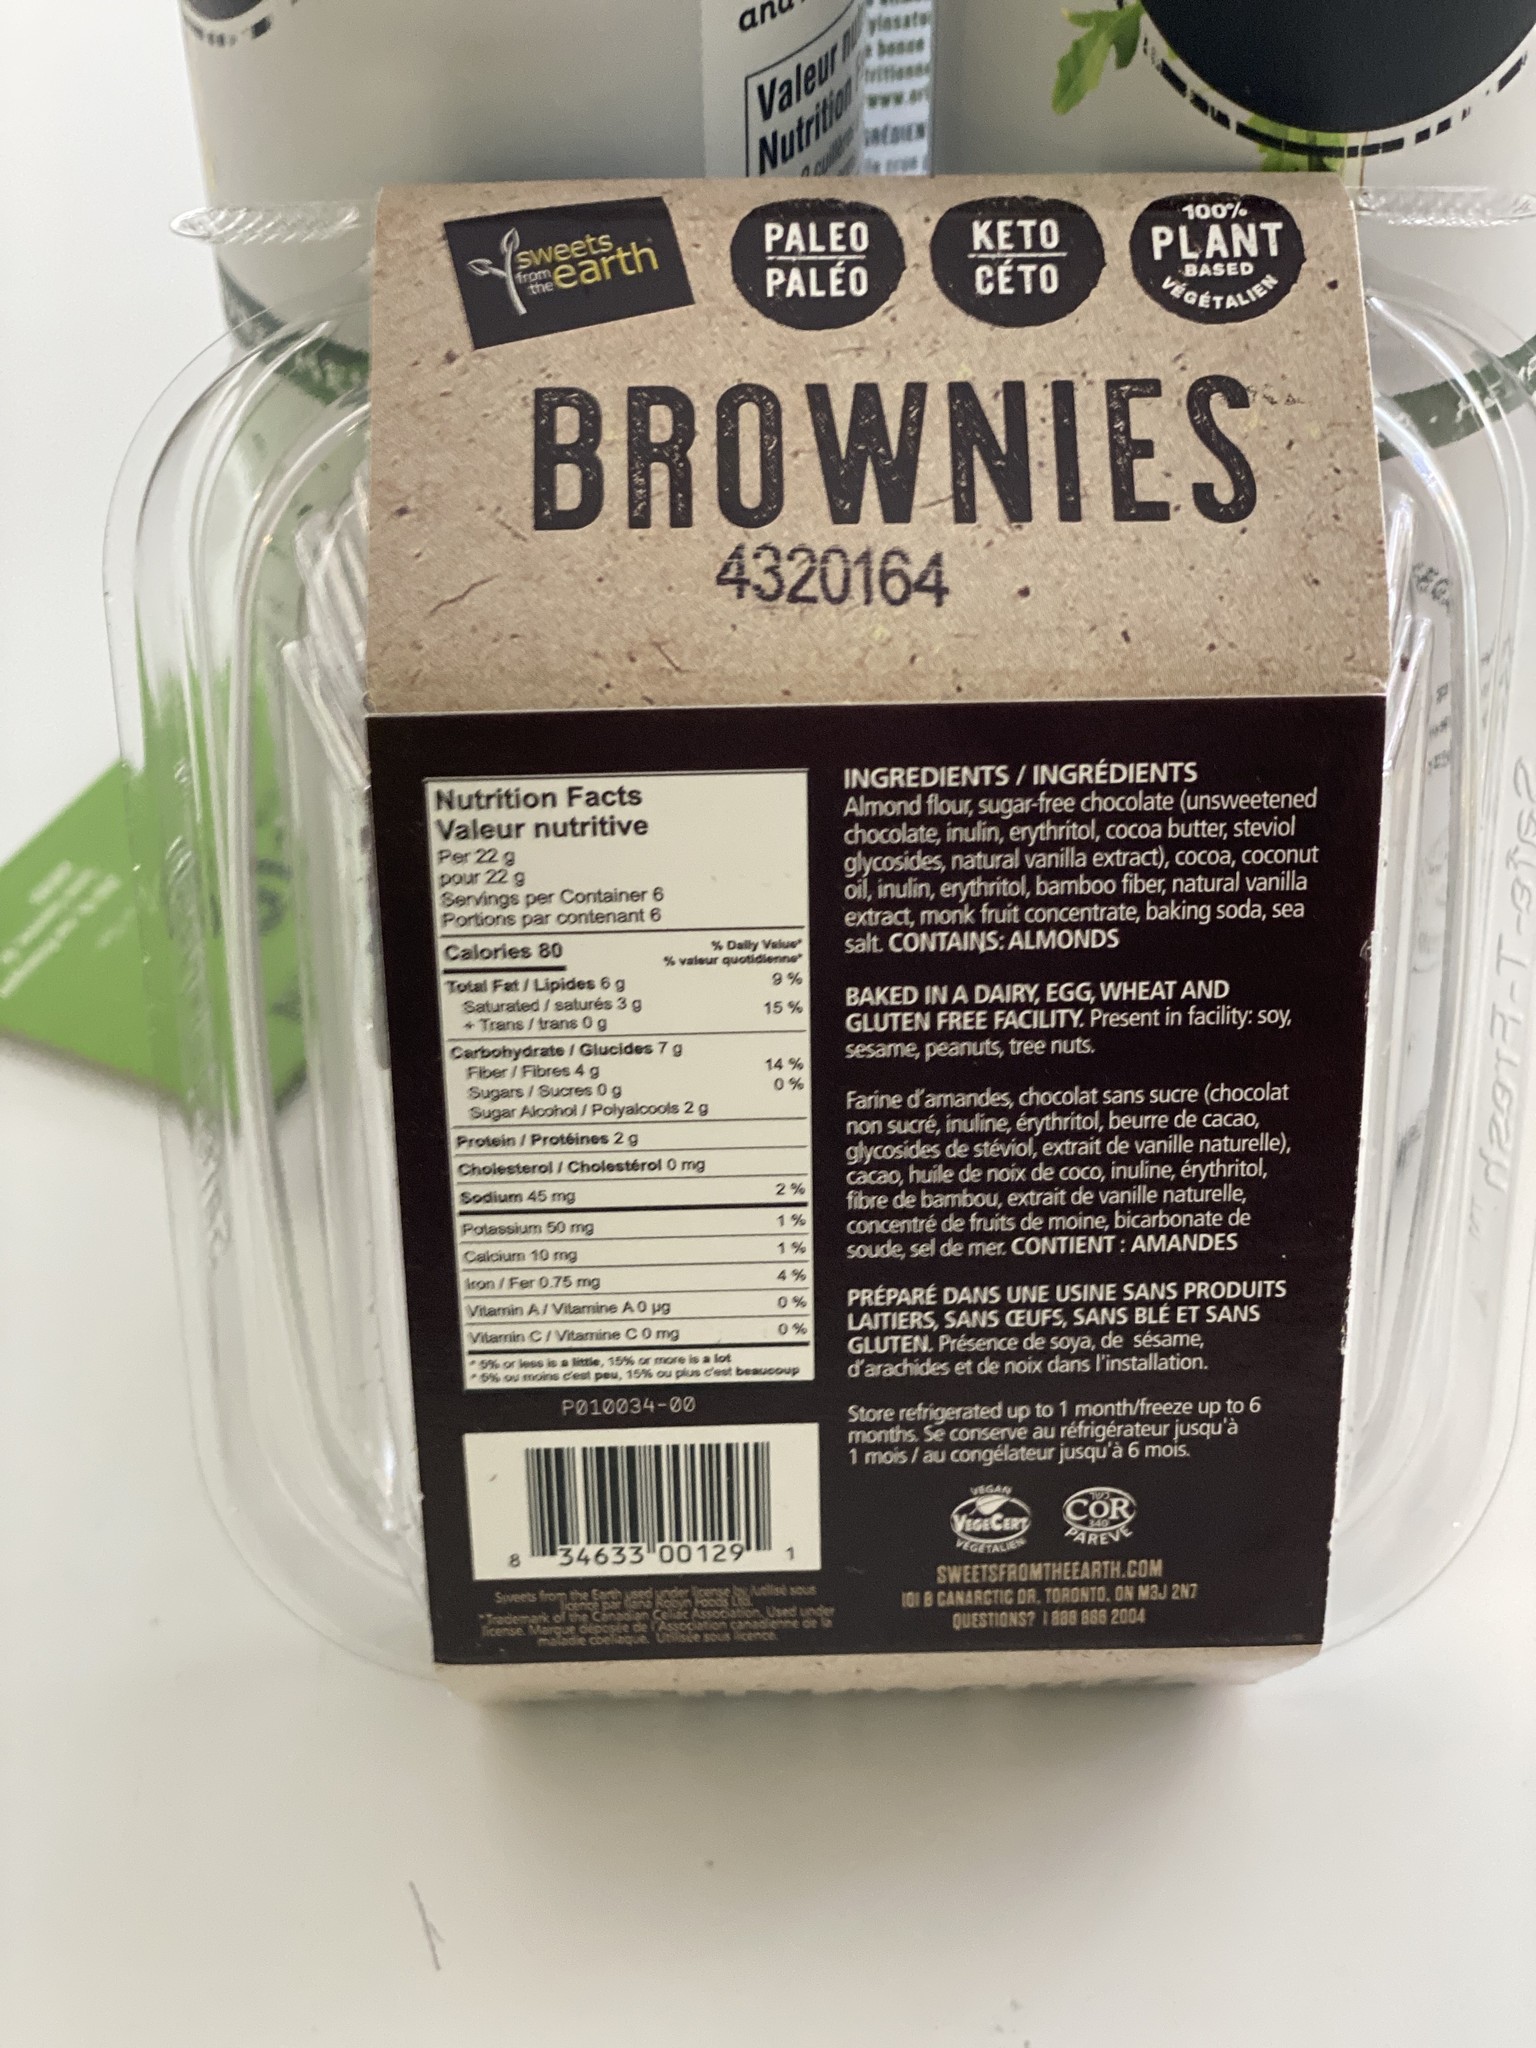 and
Valeur
Nutrition
sweets
from
the
earth
PALEO
PALÉO
KETO
CÉTO
100%
PLANT
BASED
VÉGÉTALIEN
BROWNIES
4320164
Nutrition Facts
Valeur nutritive
Per 22 g
pour 22 g
Servings per Container 6
Portions par contenant 6
Calories 80
% Daily Value*
% valeur quotidienne*
Total Fat / Lipides 6 g 9 %
Saturated / saturés 3 g
+ Trans / trans 0 g
15 %
Carbohydrate / Glucides 7 g
Fiber / Fibres 4 g 14 %
Sugars / Sucres 0 g 0 %
Sugar Alcohol / Polyalcools 2 g
Protein / Protéines 2 g
Cholesterol / Cholestérol 0 mg
Sodium 45 mg 2 %
Potassium 50 mg 1 %
Calcium 10 mg 1 %
Iron / Fer 0.75 mg 4 %
Vitamin A / Vitamine A 0 µg 0 %
Vitamin C / Vitamine C 0 mg 0 %
*5% or less is a little, 15% or more is a lot
*5% ou moins c'est peu, 15% ou plus c'est beaucoup
P010034-00
8 34633 00129 1
Sweets from the Earth used under license by /utilisé sous
licence par Ilana Robyn Foods Ltd.
*Trademark of the Canadian Celiac Association. Used under
license. Marque déposée de l'Association canadienne de la
maladie coeliaque. Utilisée sous licence.
INGREDIENTS / INGRÉDIENTS
Almond flour, sugar-free chocolate (unsweetened
chocolate, inulin, erythritol, cocoa butter, steviol
glycosides, natural vanilla extract), cocoa, coconut
oil, inulin, erythritol, bamboo fiber, natural vanilla
extract, monk fruit concentrate, baking soda, sea
salt. CONTAINS: ALMONDS
BAKED IN A DAIRY, EGG, WHEAT AND
GLUTEN FREE FACILITY. Present in facility: soy,
sesame, peanuts, tree nuts.
Farine d'amandes, chocolat sans sucre (chocolat
non sucré, inuline, érythritol, beurre de cacao,
glycosides de stéviol, extrait de vanille naturelle),
cacao, huile de noix de coco, inuline, érythritol,
fibre de bambou, extrait de vanille naturelle,
concentré de fruits de moine, bicarbonate de
soude, sel de mer. CONTIENT : AMANDES
PRÉPARÉ DANS UNE USINE SANS PRODUITS
LAITIERS, SANS ŒUFS, SANS BLÉ ET SANS
GLUTEN. Présence de soya, de sésame,
d'arachides et de noix dans l'installation.
Store refrigerated up to 1 month/freeze up to 6
months. Se conserve au réfrigérateur jusqu'à
1 mois / au congélateur jusqu'à 6 mois.
VEGAN
VEGECERT
VÉGÉTALIEN
COR
340
PAREVE
SWEETSFROMTHEEARTH.COM
101 B CANARCTIC DR, TORONTO, ON M3J 2N7
QUESTIONS? 1 888 886 2004